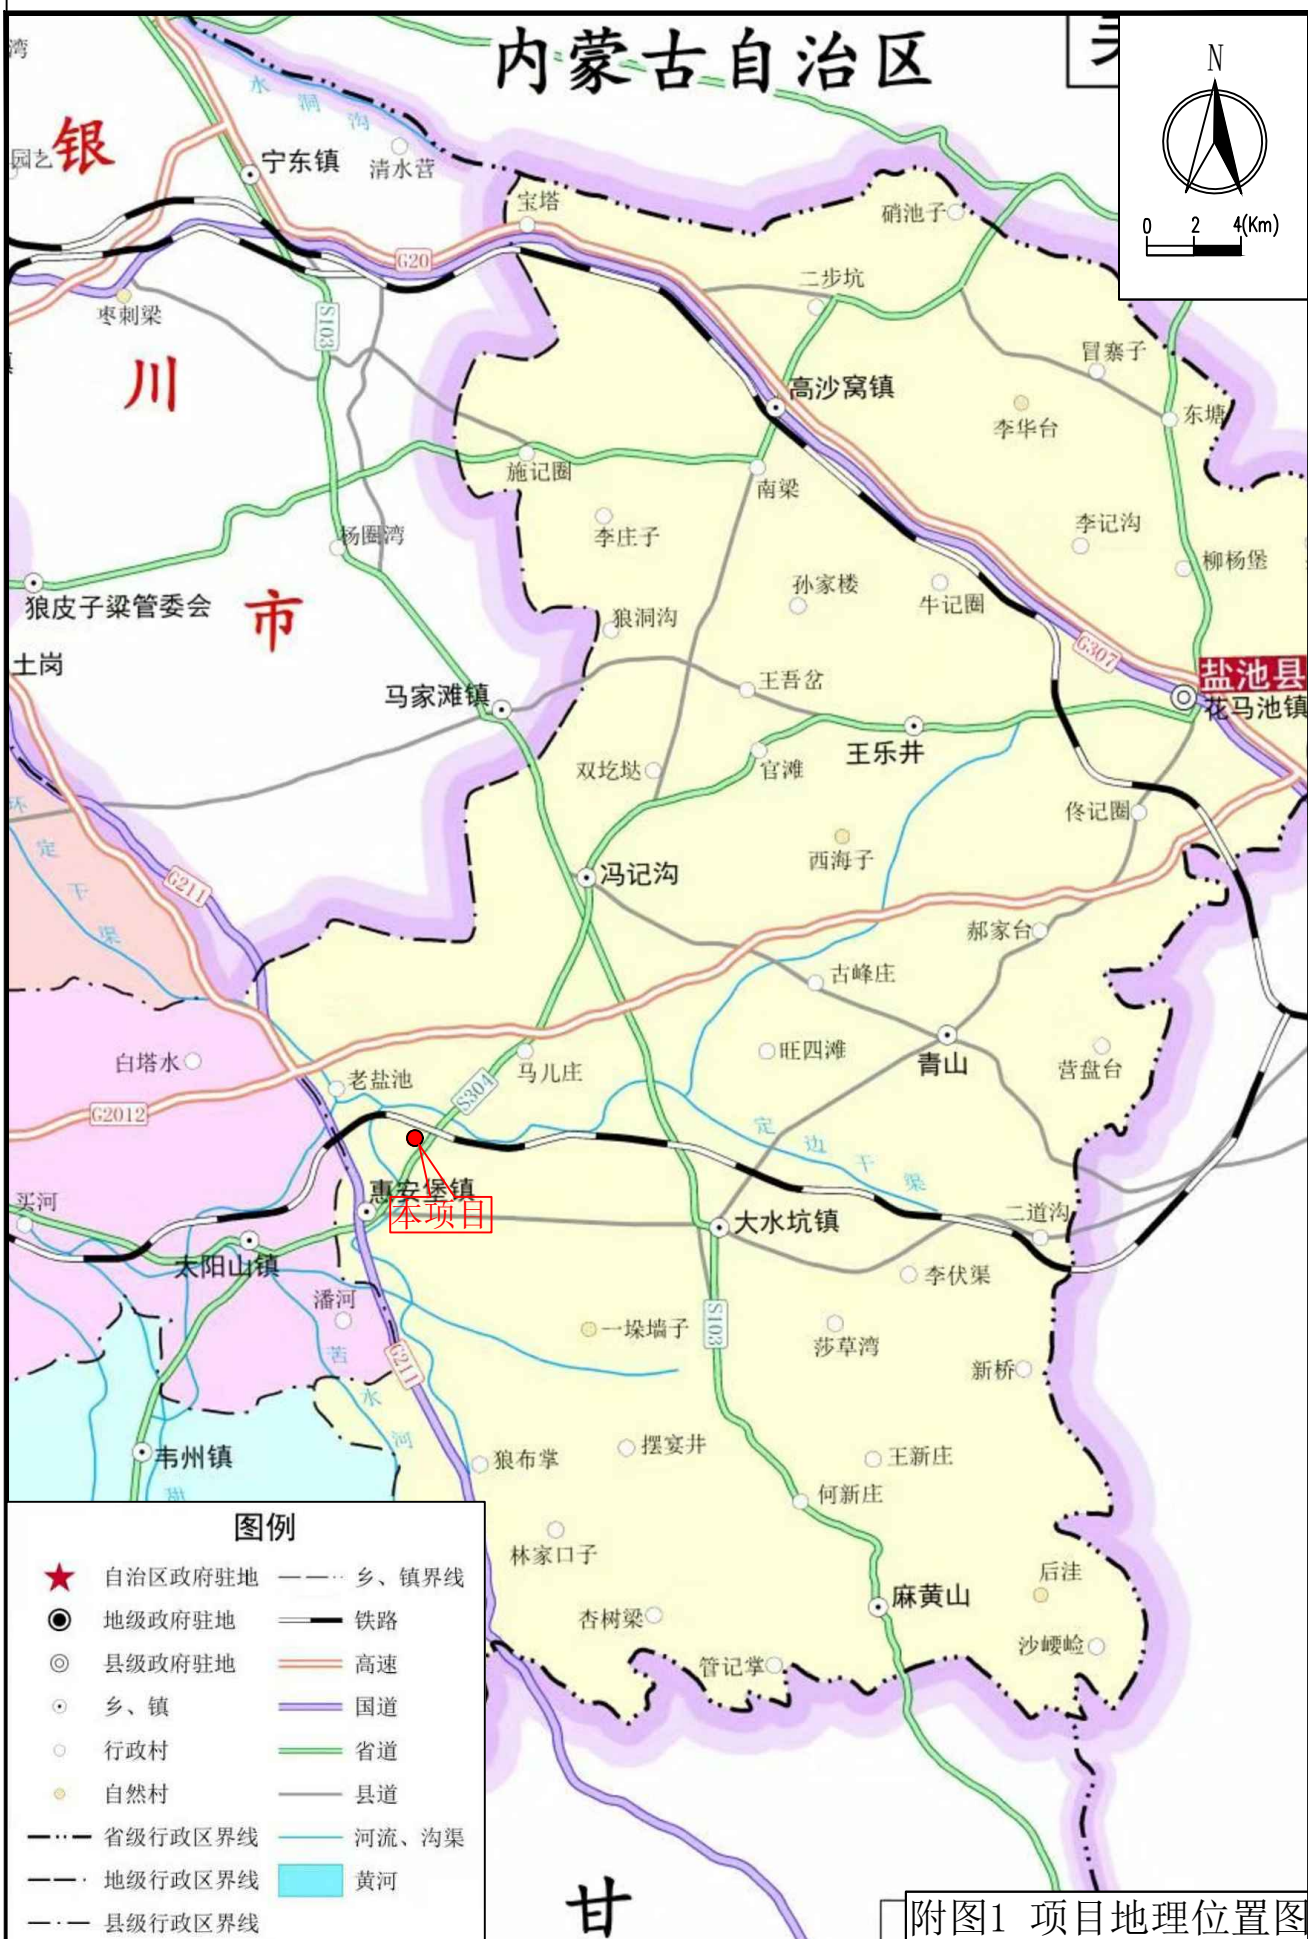 内蒙古自治区
湾
N
0 2 4(Km)
水洞沟
银
园艺
宁东镇
清水营
宝塔
硝池子
G20
二步坑
枣刺梁
S103
川
冒寨子
高沙窝镇
李华台
东塘
施记圈
南梁
李庄子
李记沟
杨圈湾
柳杨堡
狼皮子梁管委会
市
孙家楼
牛记圈
狼洞沟
G307
土岗
盐池县
王吾岔
马家滩镇
花马池镇
王乐井
双圪垯
官滩
环定干渠
佟记圈
西海子
G211
冯记沟
郝家台
古峰庄
白塔水
旺四滩
青山
营盘台
老盐池
马儿庄
S304
G2012
定边干渠
惠安堡镇
本项目
买河
大水坑镇
二道沟
太阳山镇
李伏渠
潘河
一垛墙子
S103
莎草湾
G211
新桥
苦水河
韦州镇
狼布掌
摆宴井
王新庄
何新庄
林家口子
后洼
麻黄山
杏树梁
沙崾崄
管记掌
图例
自治区政府驻地 乡、镇界线
地级政府驻地 铁路
县级政府驻地 高速
乡、镇 国道
行政村 省道
自然村 县道
省级行政区界线 河流、沟渠
地级行政区界线 黄河
县级行政区界线
甘
附图1 项目地理位置图